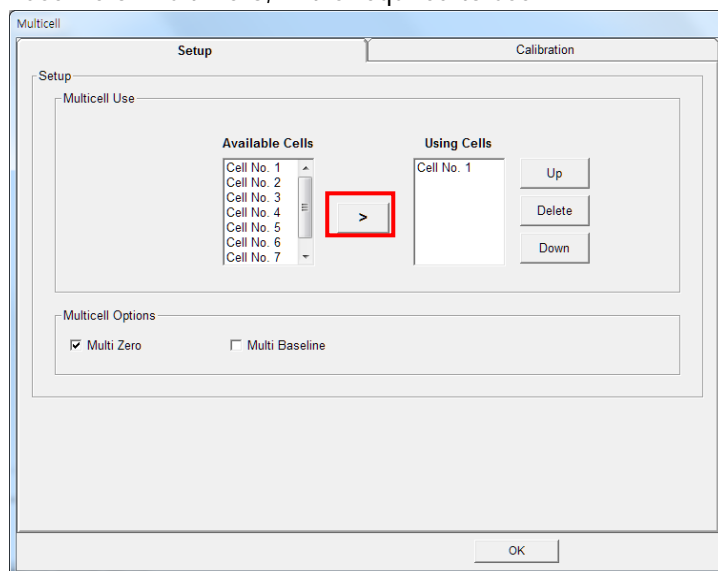 Multicell
Setup
Calibration
Setup
Multicell Use
Available Cells
Using Cells
Cell No. 1
Cell No. 2
Cell No. 3
Cell No. 4
Cell No. 5
Cell No. 6
Cell No. 7
>
Cell No. 1
Up
Delete
Down
Multicell Options
Multi Zero
Multi Baseline
OK